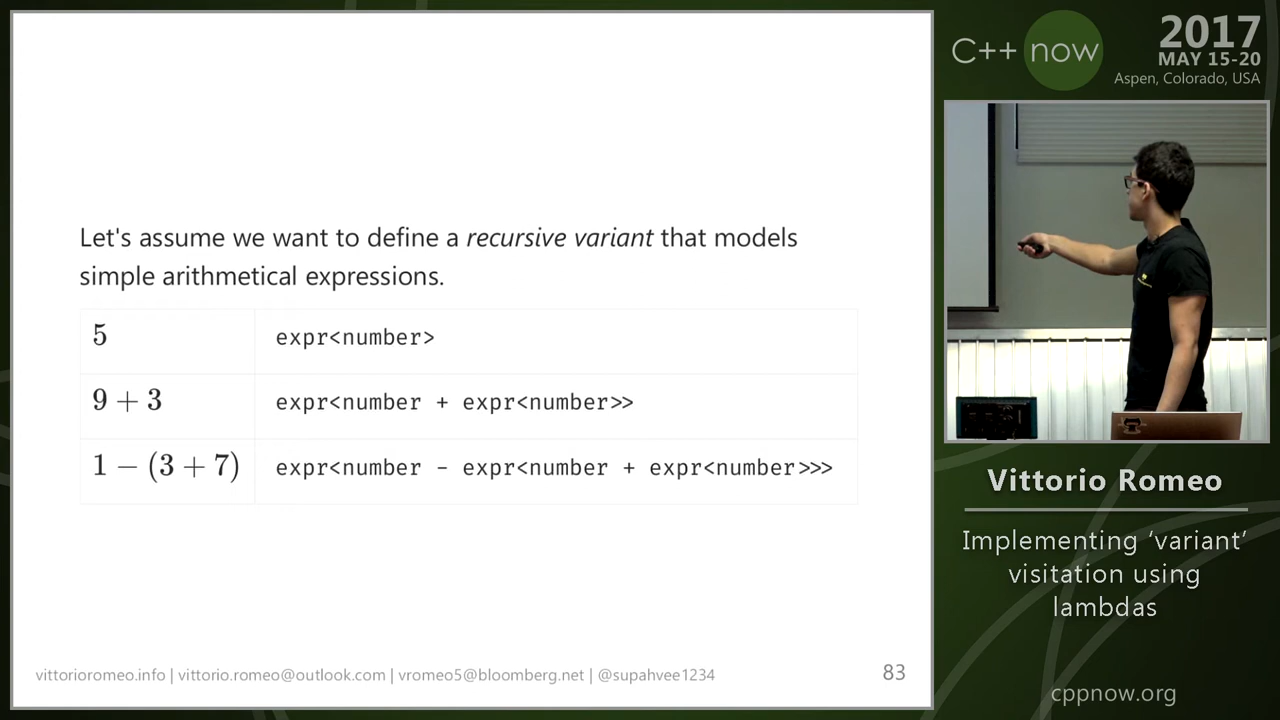 Let's assume we want to define a recursive variant that models
simple arithmetical expressions.
5 expr<number>
9 + 3 expr<number + expr<number>>
1 − (3 + 7) expr<number - expr<number + expr<number>>>
vittorioromeo.info | vittorio.romeo@outlook.com | vromeo5@bloomberg.net | @supahvee1234
83
C++ now
2017
MAY 15-20
Aspen, Colorado, USA
Vittorio Romeo
Implementing ‘variant’
visitation using
lambdas
cppnow.org